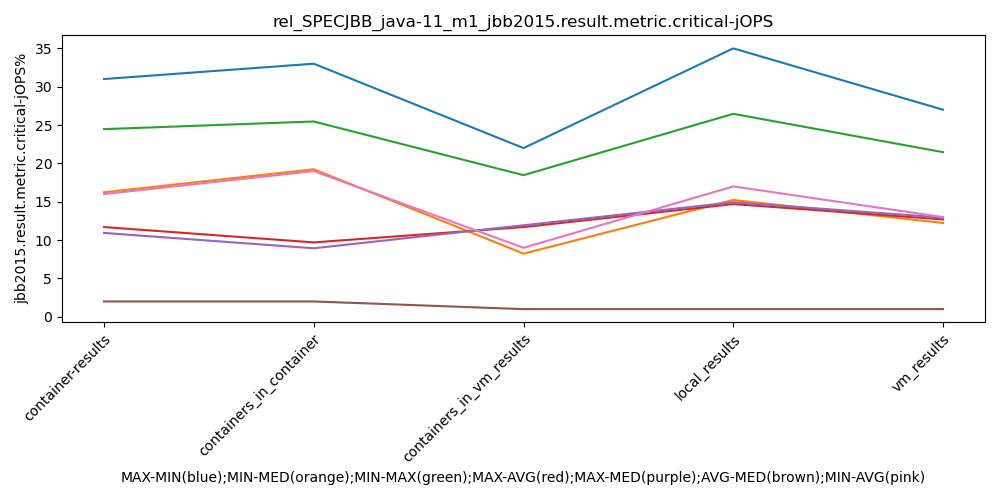 rel_SPECJBB_java-11_m1_jbb2015.result.metric.critical-jOPS
jbb2015.result.metric.critical-jOPS%
35
30
25
20
15
10
5
0
container-results
containers_in_container
containers_in_vm_results
local_results
vm_results
MAX-MIN(blue);MIN-MED(orange);MIN-MAX(green);MAX-AVG(red);MAX-MED(purple);AVG-MED(brown);MIN-AVG(pink)